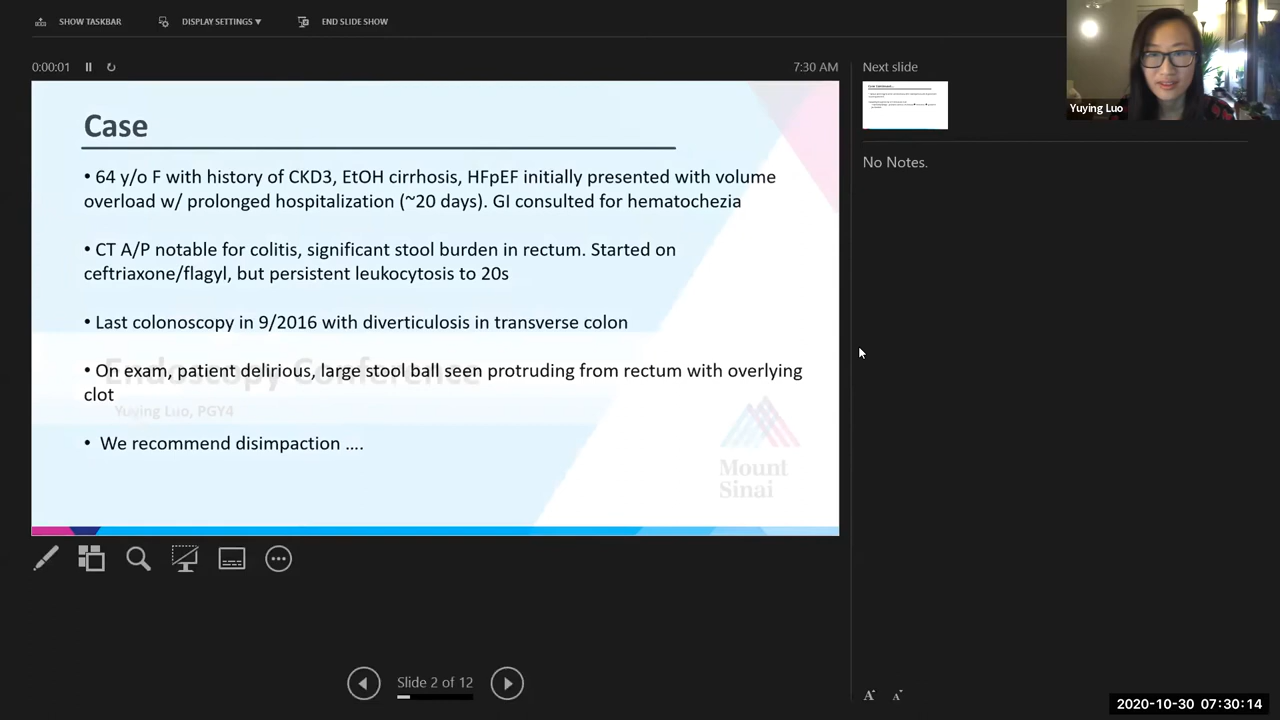 SHOW TASKBAR
DISPLAY SETTINGS ▾
END SLIDE SHOW
0:00:01
7:30 AM
Next slide
Yuying Luo
Case
• 64 y/o F with history of CKD3, EtOH cirrhosis, HFpEF initially presented with volume
overload w/ prolonged hospitalization (~20 days). GI consulted for hematochezia
• CT A/P notable for colitis, significant stool burden in rectum. Started on
ceftriaxone/flagyl, but persistent leukocytosis to 20s
• Last colonoscopy in 9/2016 with diverticulosis in transverse colon
• On exam, patient delirious, large stool ball seen protruding from rectum with overlying
clot
• We recommend disimpaction ....
Endoscopy Conference
Yuying Luo, PGY4
Mount
Sinai
No Notes.
Slide 2 of 12
A A
2020-10-30 07:30:14